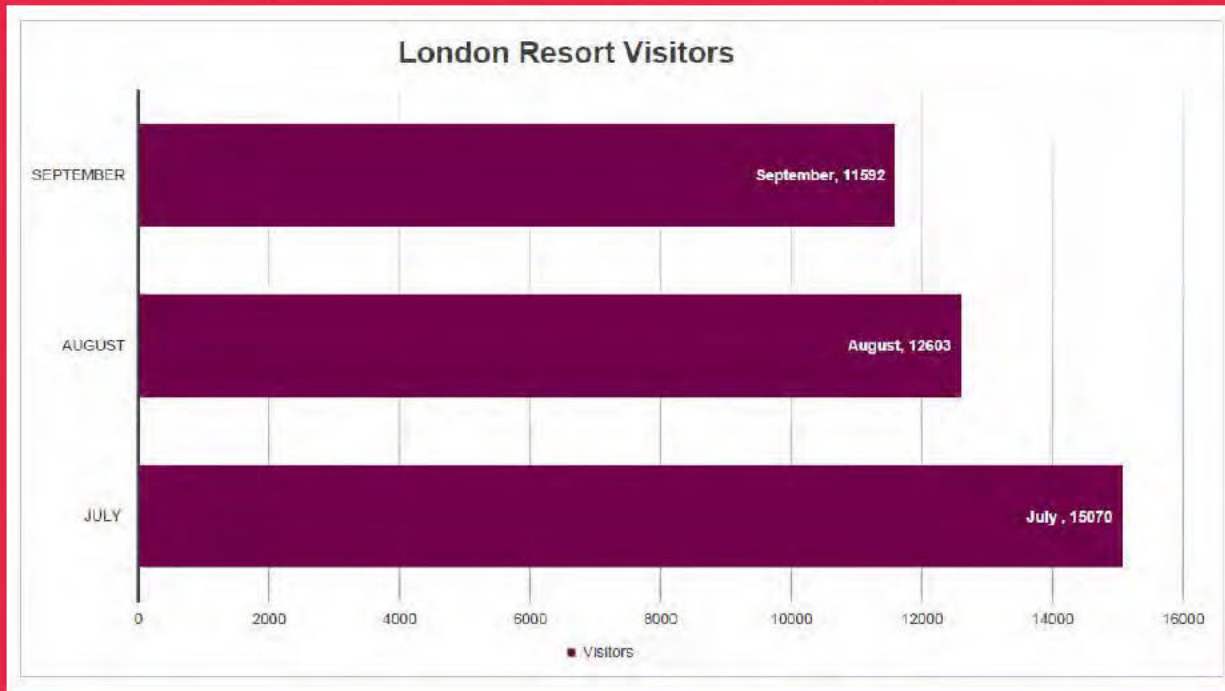 London Resort Visitors
SEPTEMBER
September, 11592
AUGUST
August, 12603
JULY
July , 15070
0 2000 4000 6000 8000 10000 12000 14000 16000
Visitors